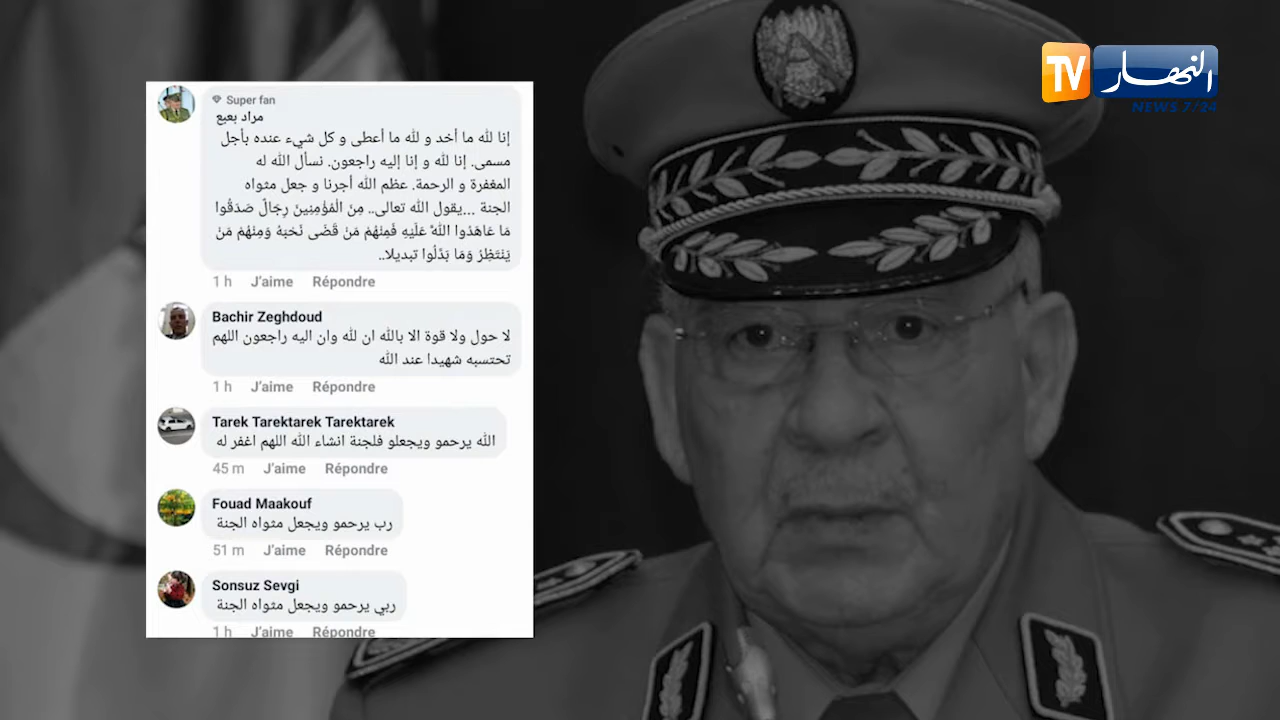 TV النهار
NEWS 7/24
Super fan
مراد بعبع
إنا لله ما أخد و لله ما أعطى و كل شيء عنده بأجل
مسمى. إنا لله و إنا إليه راجعون. نسأل الله له
المغفرة و الرحمة. عظم الله أجرنا و جعل مثواه
الجنة ...يقول الله تعالى.. مِنَ الْمُؤْمِنِينَ رِجَالٌ صَدَقُوا
مَا عَاهَدُوا اللَّهَ عَلَيْهِ فَمِنْهُمْ مَنْ قَضَى نَحْبَهُ وَمِنْهُمْ مَنْ
يَنْتَظِرُ وَمَا بَدَّلُوا تبديلا..
1 h J'aime Répondre
Bachir Zeghdoud
لا حول ولا قوة الا بالله ان لله وان اليه راجعون اللهم
تحتسبه شهيدا عند الله
1 h J'aime Répondre
Tarek Tarektarek Tarektarek
الله يرحمو ويجعلو فلجنة انشاء الله اللهم اغفر له
45 m J'aime Répondre
Fouad Maakouf
رب يرحمو ويجعل مثواه الجنة
51 m J'aime Répondre
Sonsuz Sevgi
ربي يرحمو ويجعل مثواه الجنة
1 h J'aime Répondre